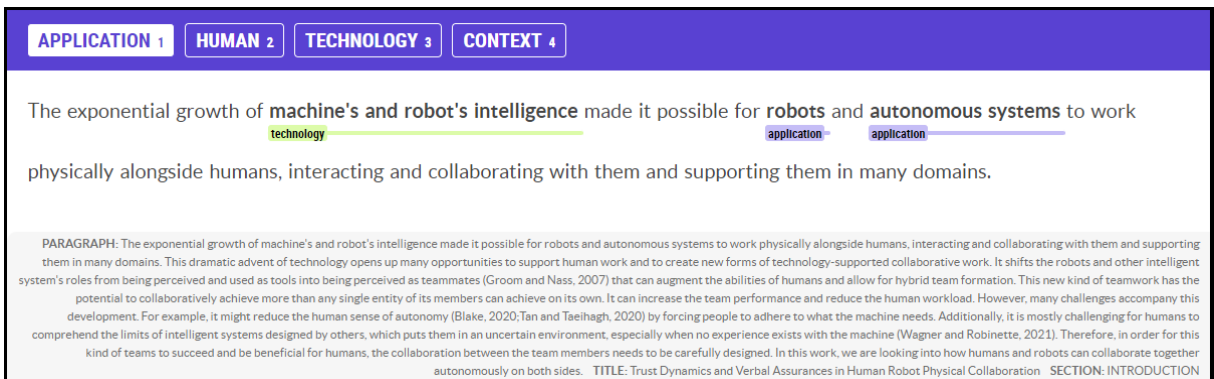 APPLICATION 1 HUMAN 2 TECHNOLOGY 3 CONTEXT 4
The exponential growth of machine's and robot's intelligence made it possible for robots and autonomous systems to work
technology application application
physically alongside humans, interacting and collaborating with them and supporting them in many domains.
PARAGRAPH: The exponential growth of machine's and robot's intelligence made it possible for robots and autonomous systems to work physically alongside humans, interacting and collaborating with them and supporting
them in many domains. This dramatic advent of technology opens up many opportunities to support human work and to create new forms of technology-supported collaborative work. It shifts the robots and other intelligent
system's roles from being perceived and used as tools into being perceived as teammates (Groom and Nass, 2007) that can augment the abilities of humans and allow for hybrid team formation. This new kind of teamwork has the
potential to collaboratively achieve more than any single entity of its members can achieve on its own. It can increase the team performance and reduce the human workload. However, many challenges accompany this
development. For example, it might reduce the human sense of autonomy (Blake, 2020;Tan and Taeihagh, 2020) by forcing people to adhere to what the machine needs. Additionally, it is mostly challenging for humans to
comprehend the limits of intelligent systems designed by others, which puts them in an uncertain environment, especially when no experience exists with the machine (Wagner and Robinette, 2021). Therefore, in order for this
kind of teams to succeed and be beneficial for humans, the collaboration between the team members needs to be carefully designed. In this work, we are looking into how humans and robots can collaborate together
autonomously on both sides. TITLE: Trust Dynamics and Verbal Assurances in Human Robot Physical Collaboration SECTION: INTRODUCTION